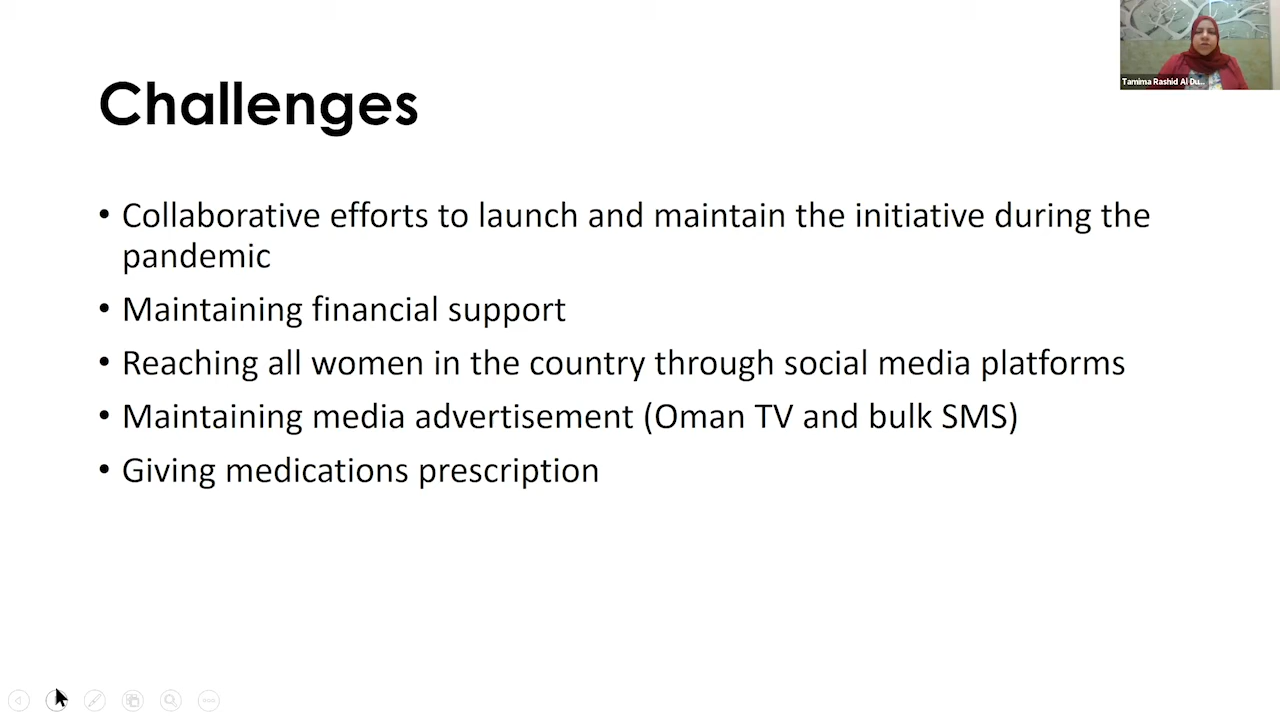 Tamima Rashid Al Du...
Challenges
• Collaborative efforts to launch and maintain the initiative during the
pandemic
• Maintaining financial support
• Reaching all women in the country through social media platforms
• Maintaining media advertisement (Oman TV and bulk SMS)
• Giving medications prescription